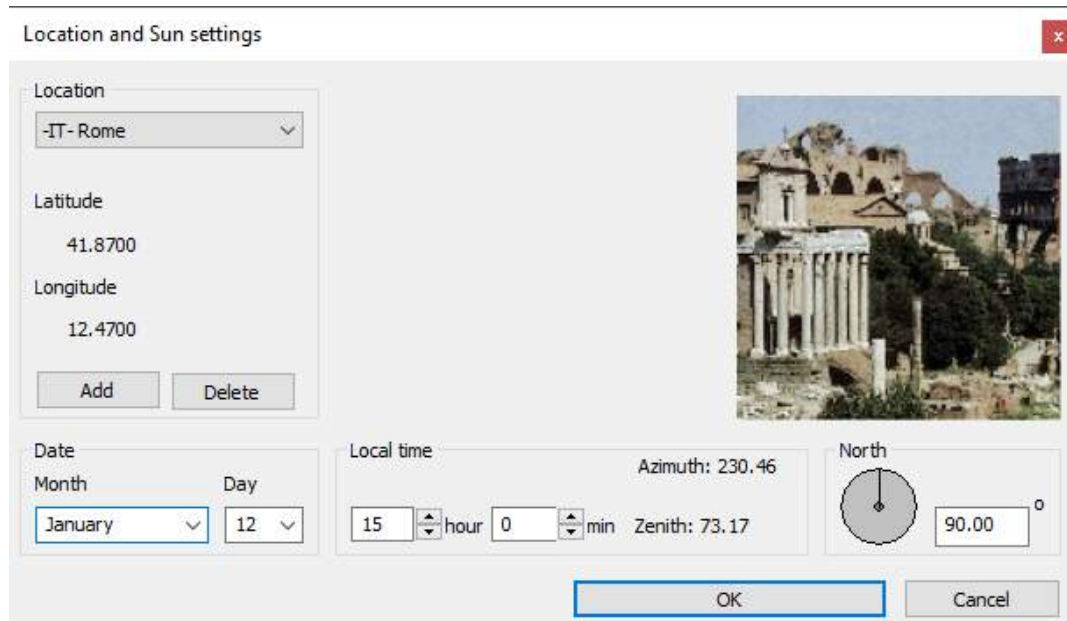 Location and Sun settings
x
Location
-IT- Rome
Latitude
41.8700
Longitude
12.4700
Add Delete
Date
Month Day
January 12
Local time
Azimuth: 230.46
15 hour 0 min Zenith: 73.17
North
90.00 °
OK Cancel